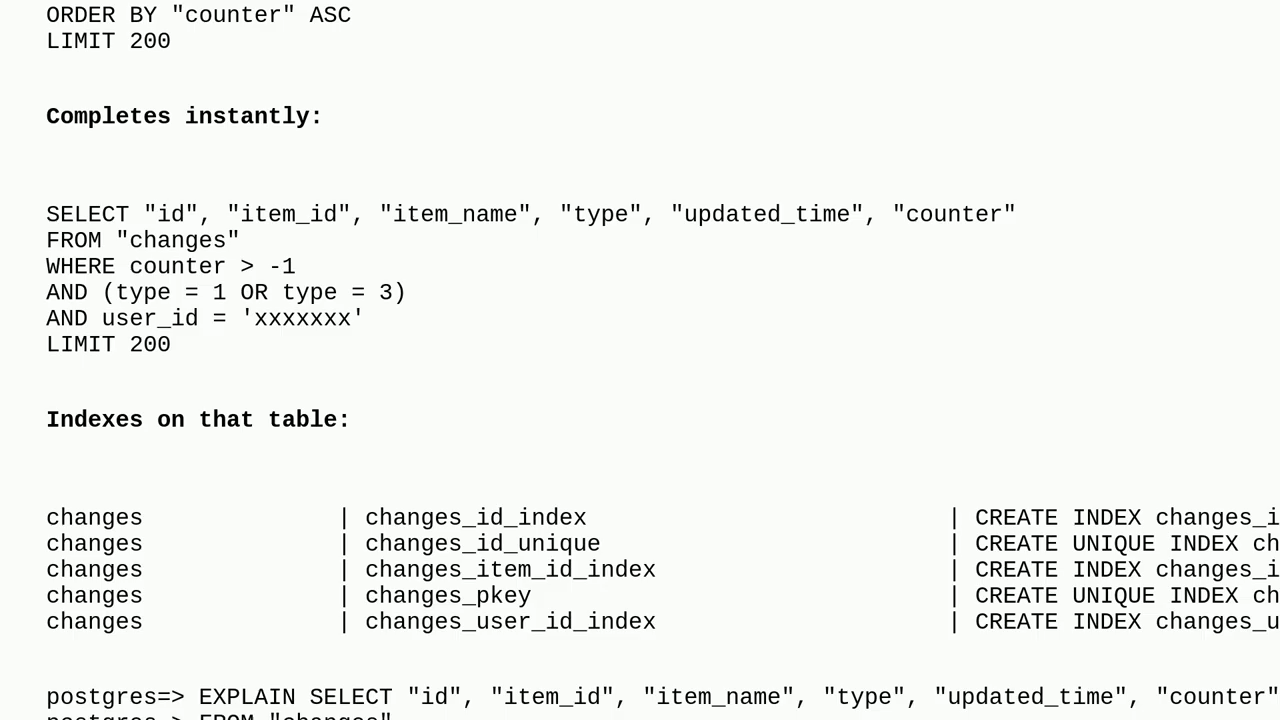 ORDER BY "counter" ASC
LIMIT 200
Completes instantly:
SELECT "id", "item_id", "item_name", "type", "updated_time", "counter"
FROM "changes"
WHERE counter > -1
AND (type = 1 OR type = 3)
AND user_id = 'xxxxxxx'
LIMIT 200
Indexes on that table:
changes | changes_id_index | CREATE INDEX changes_i
changes | changes_id_unique | CREATE UNIQUE INDEX ch
changes | changes_item_id_index | CREATE INDEX changes_i
changes | changes_pkey | CREATE UNIQUE INDEX ch
changes | changes_user_id_index | CREATE INDEX changes_u
postgres=> EXPLAIN SELECT "id", "item_id", "item_name", "type", "updated_time", "counter"
postgres-> FROM "changes"